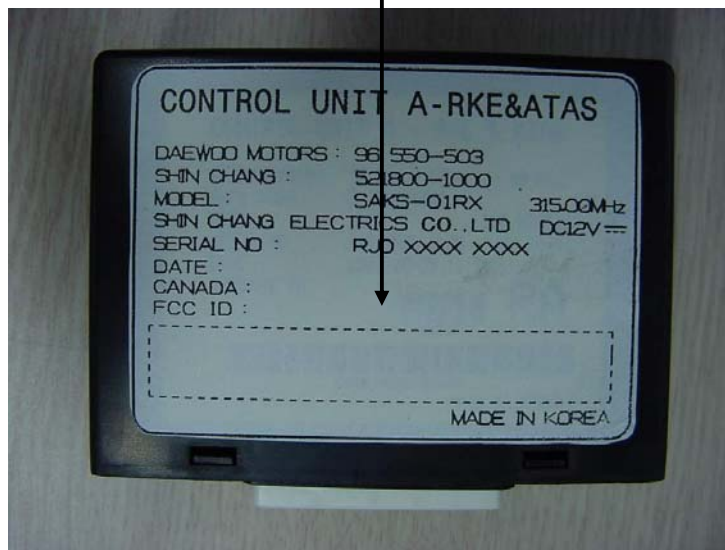 CONTROL UNIT A-RKE&ATAS
DAEWOO MOTORS : 96 550-503
SHIN CHANG : 521800-1000
MODEL : SAKS-01RX 315.00MHz
SHIN CHANG ELECTRICS CO.,LTD DC12V
SERIAL NO : RJO XXXX XXXX
DATE :
CANADA :
FCC ID :
MADE IN KOREA